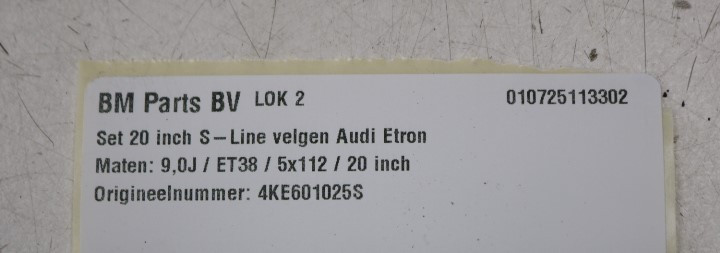 BM Parts BV LOK 2 010725113302
Set 20 inch S-Line velgen Audi Etron
Maten: 9,0J / ET38 / 5x112 / 20 inch
Origineelnummer: 4KE601025S